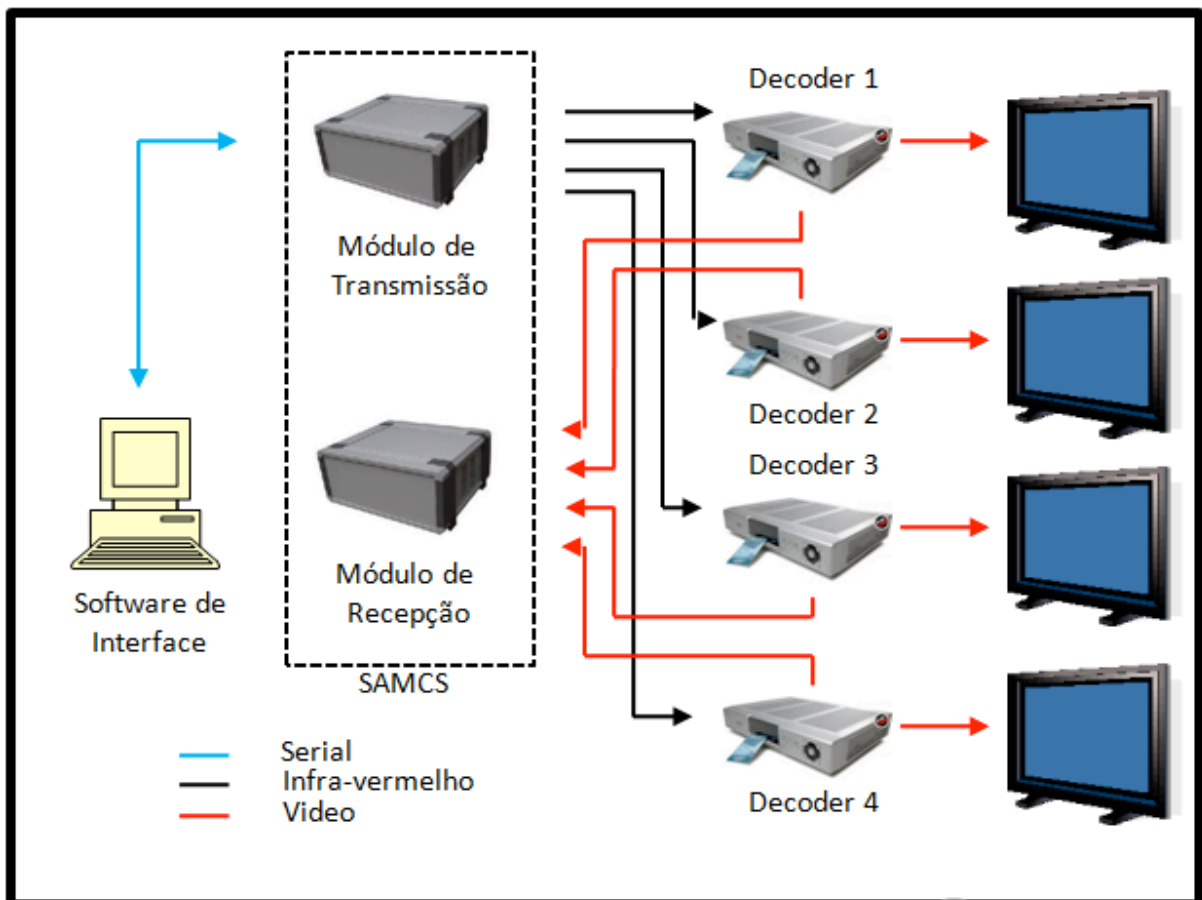 Decoder 1
Módulo de
Transmissão
Decoder 2
Decoder 3
Módulo de
Recepção
Software de
Interface
SAMCS
Decoder 4
Serial
Infra-vermelho
Video